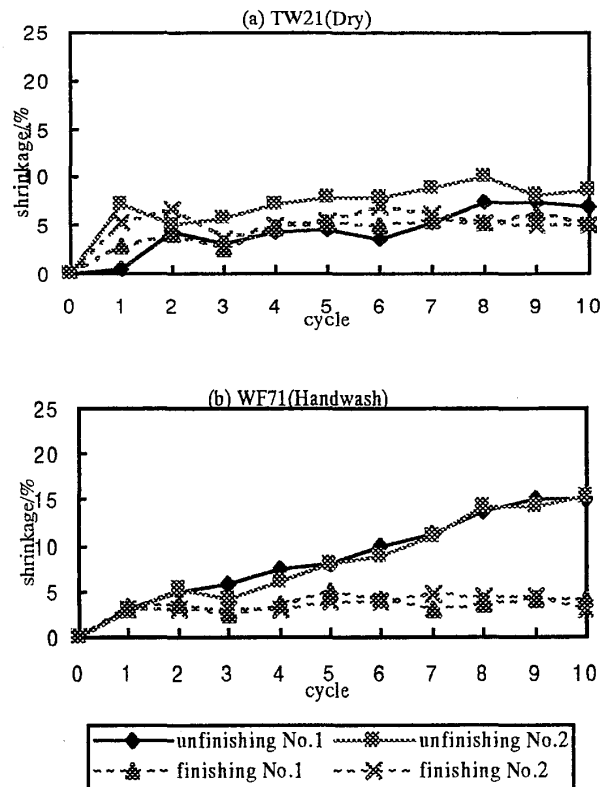 (a) TW21(Dry)
25
20
15
10
5
0
shrinkage/%
0 1 2 3 4 5 6 7 8 9 10
cycle
(b) WF71(Handwash)
25
20
15
10
5
0
shrinkage/%
0 1 2 3 4 5 6 7 8 9 10
cycle
unfinishing No.1 unfinishing No.2
finishing No.1 finishing No.2